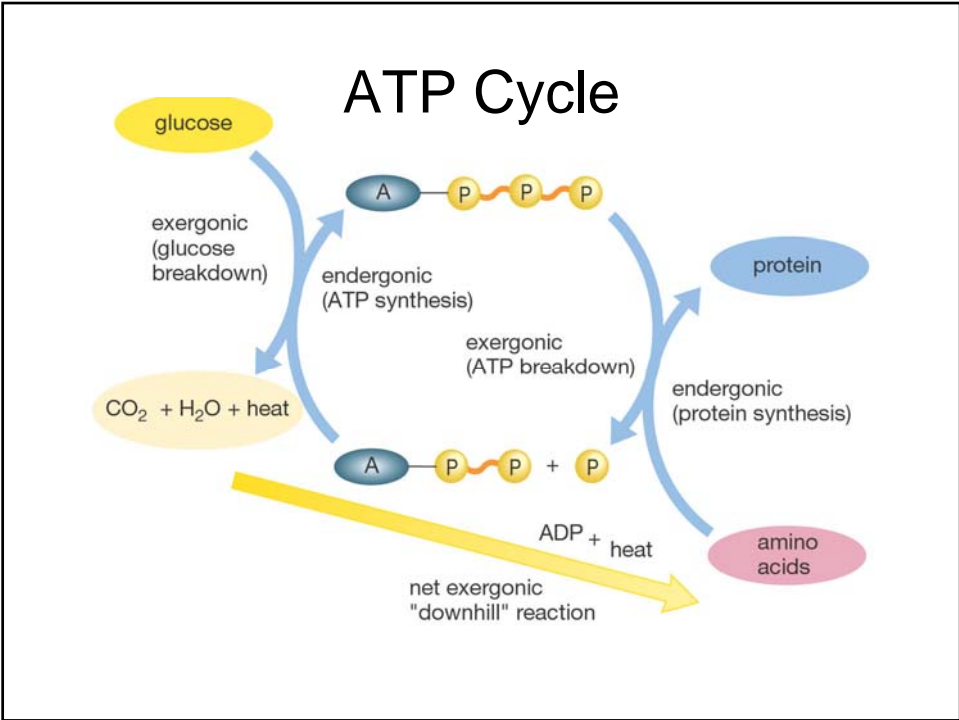 ATP Cycle
glucose
A P P P
exergonic
(glucose
breakdown)
endergonic
(ATP synthesis)
protein
exergonic
(ATP breakdown)
endergonic
(protein synthesis)
CO₂ + H₂O + heat
A P P + P
ADP + heat
amino
acids
net exergonic
"downhill" reaction